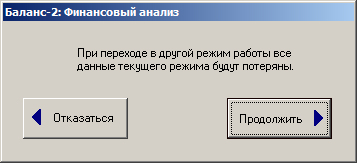 Баланс-2: Финансовый анализ
При переходе в другой режим работы все
данные текущего режима будут потеряны.
Отказаться
Продолжить